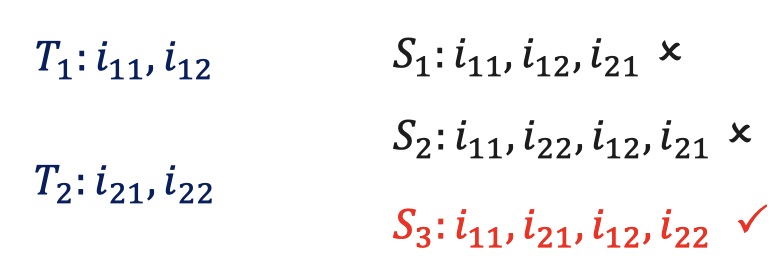 T₁: i₁₁, i₁₂
T₂: i₂₁, i₂₂
S₁: i₁₁, i₁₂, i₂₁ ×
S₂: i₁₁, i₂₂, i₁₂, i₂₁ ×
S₃: i₁₁, i₂₁, i₁₂, i₂₂ ✓